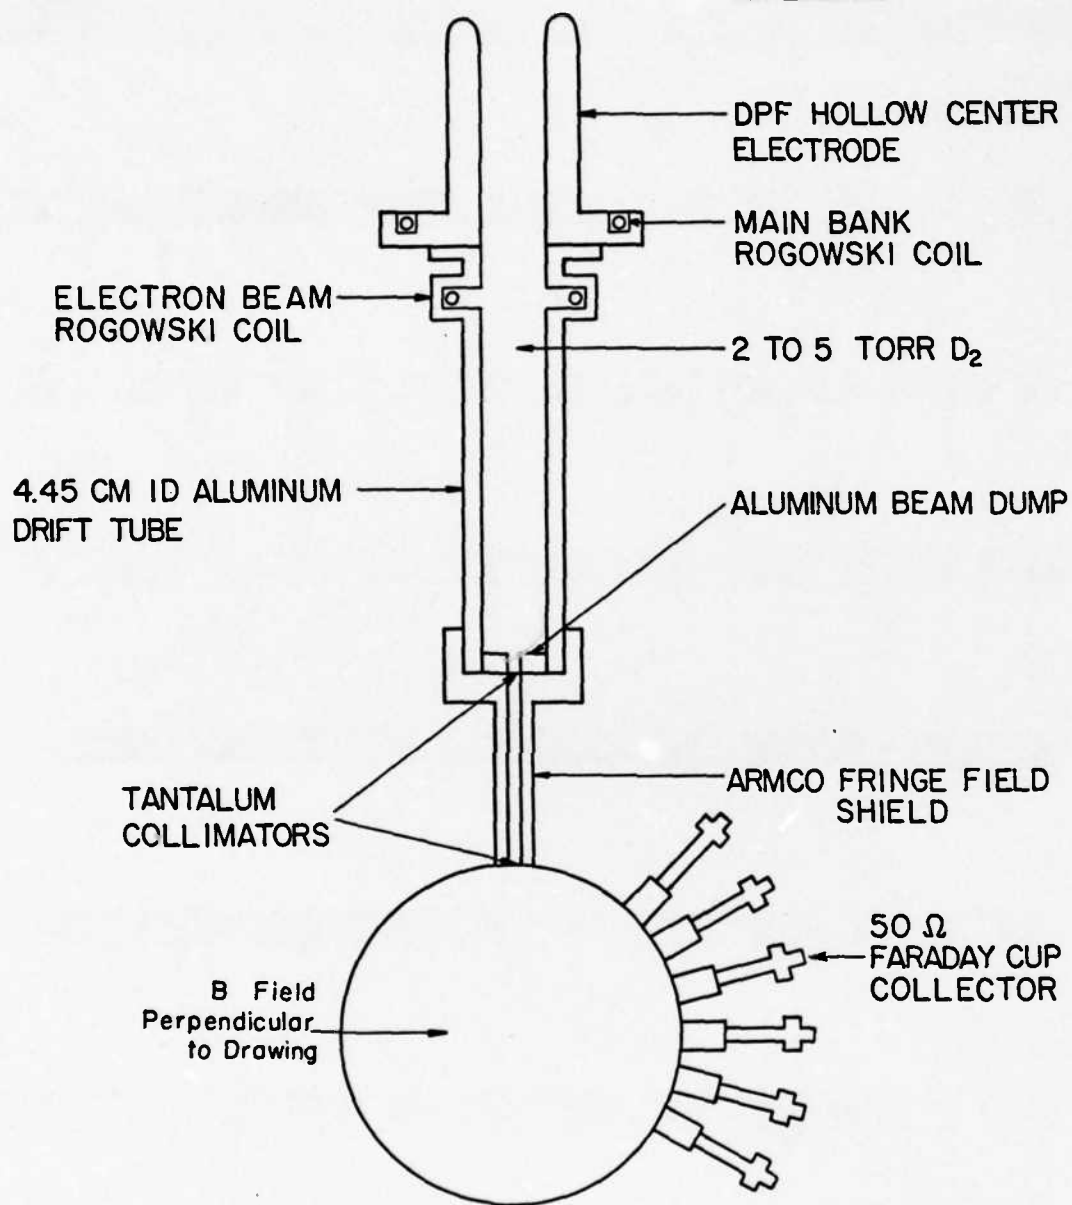 DPF HOLLOW CENTER
ELECTRODE
MAIN BANK
ROGOWSKI COIL
ELECTRON BEAM
ROGOWSKI COIL
2 TO 5 TORR D₂
4.45 CM ID ALUMINUM
DRIFT TUBE
ALUMINUM BEAM DUMP
TANTALUM
COLLIMATORS
ARMCO FRINGE FIELD
SHIELD
50 Ω
FARADAY CUP
COLLECTOR
B Field
Perpendicular
to Drawing